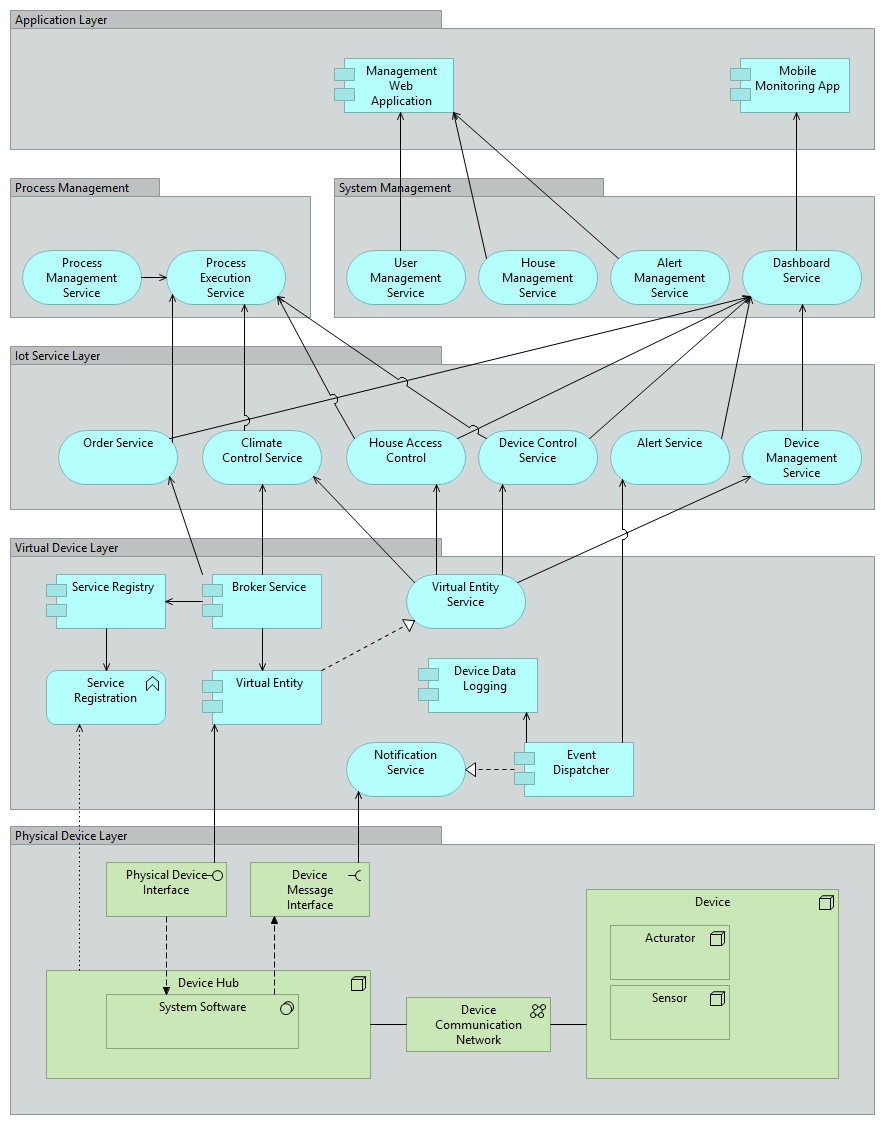 Application Layer
Management
Web
Application
Mobile
Monitoring App
Process Management
System Management
Process
Management
Service
Process
Execution
Service
User
Management
Service
House
Management
Service
Alert
Management
Service
Dashboard
Service
Iot Service Layer
Order Service
Climate
Control Service
House Access
Control
Device Control
Service
Alert Service
Device
Management
Service
Virtual Device Layer
Service Registry
Broker Service
Virtual Entity
Service
Service
Registration
Virtual Entity
Device Data
Logging
Notification
Service
Event
Dispatcher
Physical Device Layer
Physical Device
Interface
Device
Message
Interface
Device
Acturator
Sensor
Device Hub
System Software
Device
Communication
Network